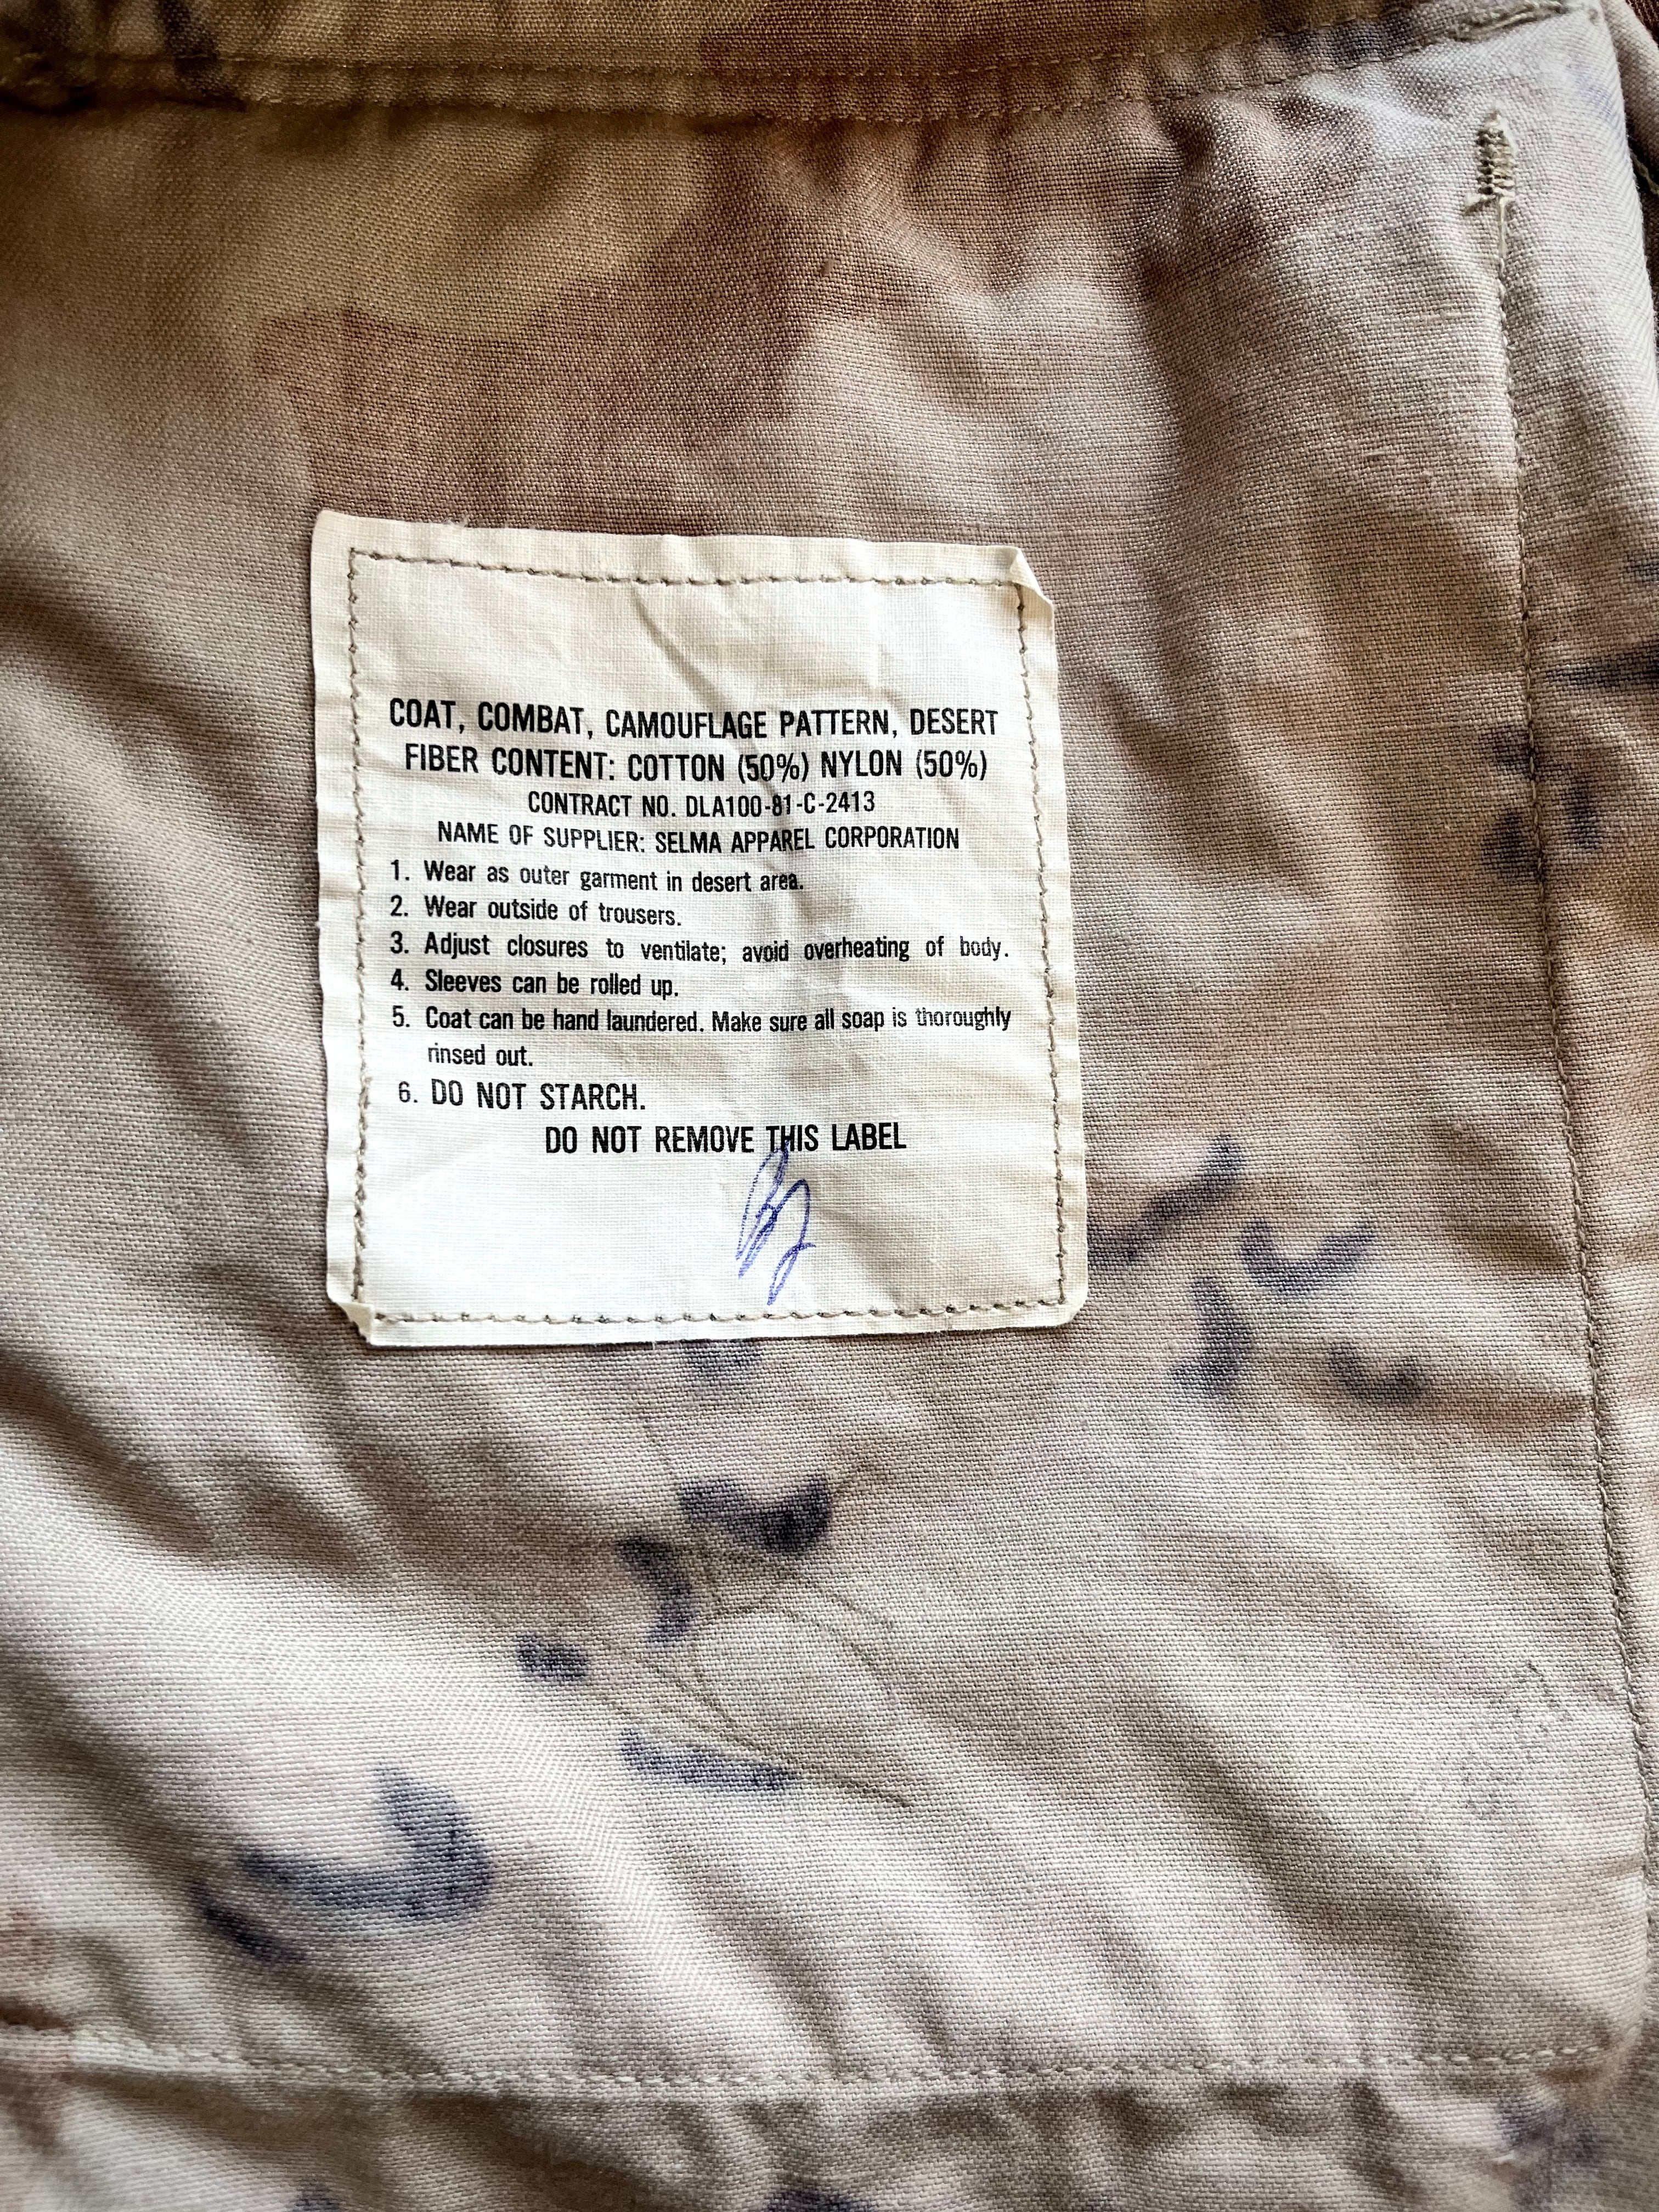 COAT, COMBAT, CAMOUFLAGE PATTERN, DESERT
FIBER CONTENT: COTTON (50%) NYLON (50%)
CONTRACT NO. DLA100-81-C-2413
NAME OF SUPPLIER: SELMA APPAREL CORPORATION
1. Wear as outer garment in desert area.
2. Wear outside of trousers.
3. Adjust closures to ventilate; avoid overheating of body.
4. Sleeves can be rolled up.
5. Coat can be hand laundered. Make sure all soap is thoroughly
rinsed out.
6. DO NOT STARCH.
DO NOT REMOVE THIS LABEL